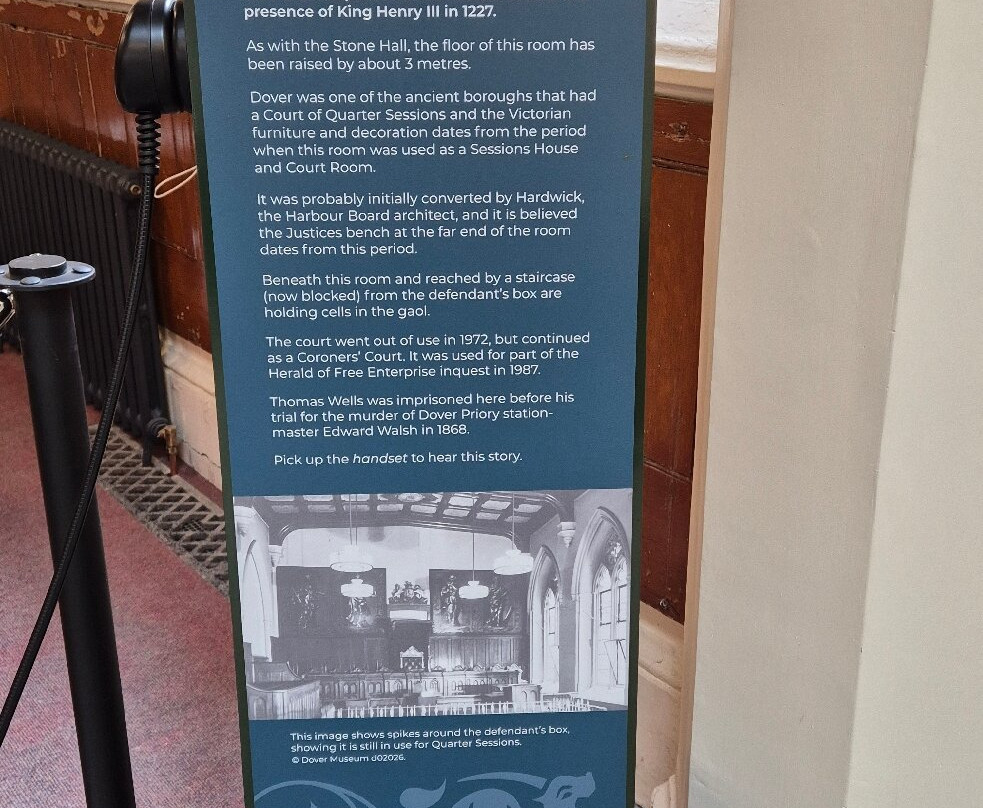 presence of King Henry III in 1227.
As with the Stone Hall, the floor of this room has
been raised by about 3 metres.
Dover was one of the ancient boroughs that had
a Court of Quarter Sessions and the Victorian
furniture and decoration dates from the period
when this room was used as a Sessions House
and Court Room.
It was probably initially converted by Hardwick,
the Harbour Board architect, and it is believed
the Justices bench at the far end of the room
dates from this period.
Beneath this room and reached by a staircase
(now blocked) from the defendant's box are
holding cells in the gaol.
The court went out of use in 1972, but continued
as a Coroners' Court. It was used for part of the
Herald of Free Enterprise inquest in 1987.
Thomas Wells was imprisoned here before his
trial for the murder of Dover Priory station-
master Edward Walsh in 1868.
Pick up the handset to hear this story.
This image shows spikes around the defendant's box,
showing it is still in use for Quarter Sessions.
© Dover Museum d02026.